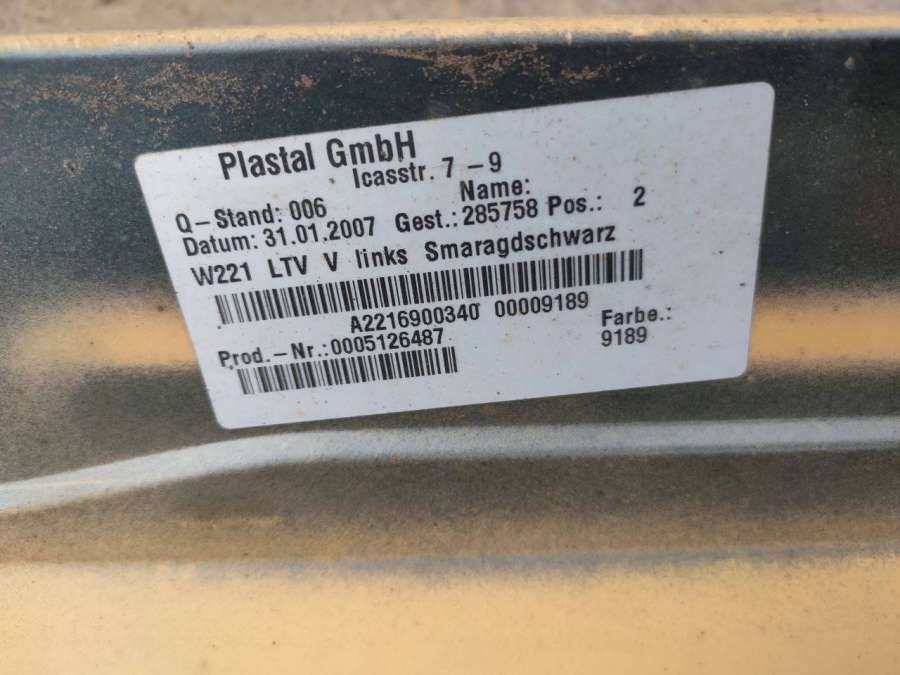 Plastal GmbH
Icasstr. 7 - 9
Q-Stand: 006 Name:
Datum: 31.01.2007 Gest.: 285758 Pos.: 2
W221 LTV V links Smaragdschwarz
A2216900340 00009189
Prod.-Nr.:0005126487 Farbe.:
9189